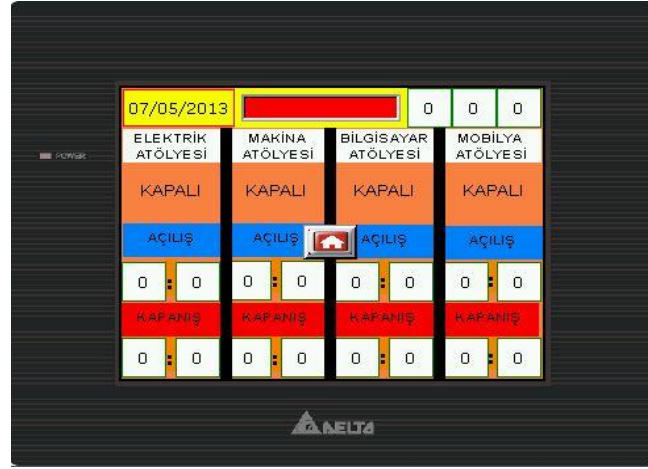 07/05/2013 0 0 0
ELEKTRİK ATÖLYESİ
MAKİNA ATÖLYESİ
BİLGİSAYAR ATÖLYESİ
MOBİLYA ATÖLYESİ
KAPALI KAPALI KAPALI KAPALI
AÇILIŞ AÇILIŞ AÇILIŞ AÇILIŞ
0 : 0 0 : 0 0 : 0 0 : 0
KAPANIŞ KAPANIŞ KAPANIŞ KAPANIŞ
0 : 0 0 : 0 0 : 0 0 : 0
POWER
DELTA